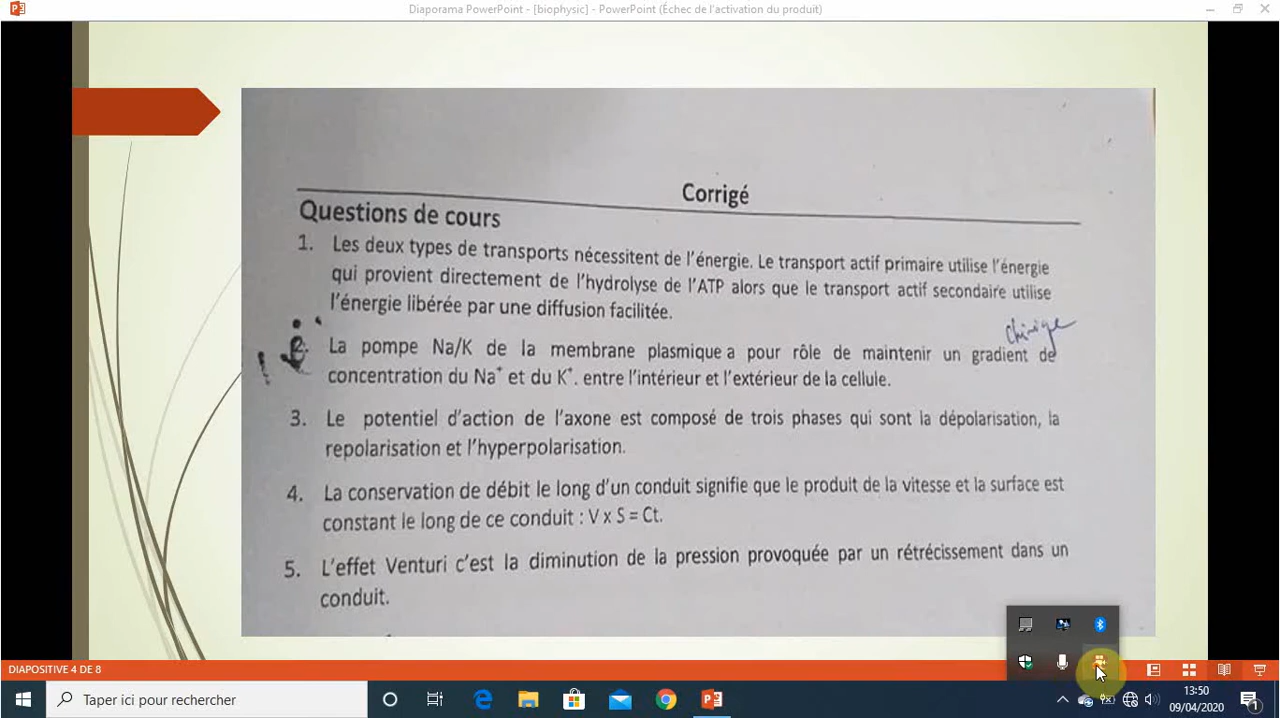 Diaporama PowerPoint - [biophysic] - PowerPoint (Échec de l'activation du produit)
Corrigé
Questions de cours
1. Les deux types de transports nécessitent de l'énergie. Le transport actif primaire utilise l'énergie
qui provient directement de l'hydrolyse de l'ATP alors que le transport actif secondaire utilise
l'énergie libérée par une diffusion facilitée.
chimique
2. La pompe Na/K de la membrane plasmique a pour rôle de maintenir un gradient de
concentration du Na⁺ et du K⁺. entre l'intérieur et l'extérieur de la cellule.
3. Le potentiel d'action de l'axone est composé de trois phases qui sont la dépolarisation, la
repolarisation et l'hyperpolarisation.
4. La conservation de débit le long d'un conduit signifie que le produit de la vitesse et la surface est
constant le long de ce conduit : V x S = Ct.
5. L'effet Venturi c'est la diminution de la pression provoquée par un rétrécissement dans un
conduit.
DIAPOSITIVE 4 DE 8
Taper ici pour rechercher
13:50
09/04/2020
1